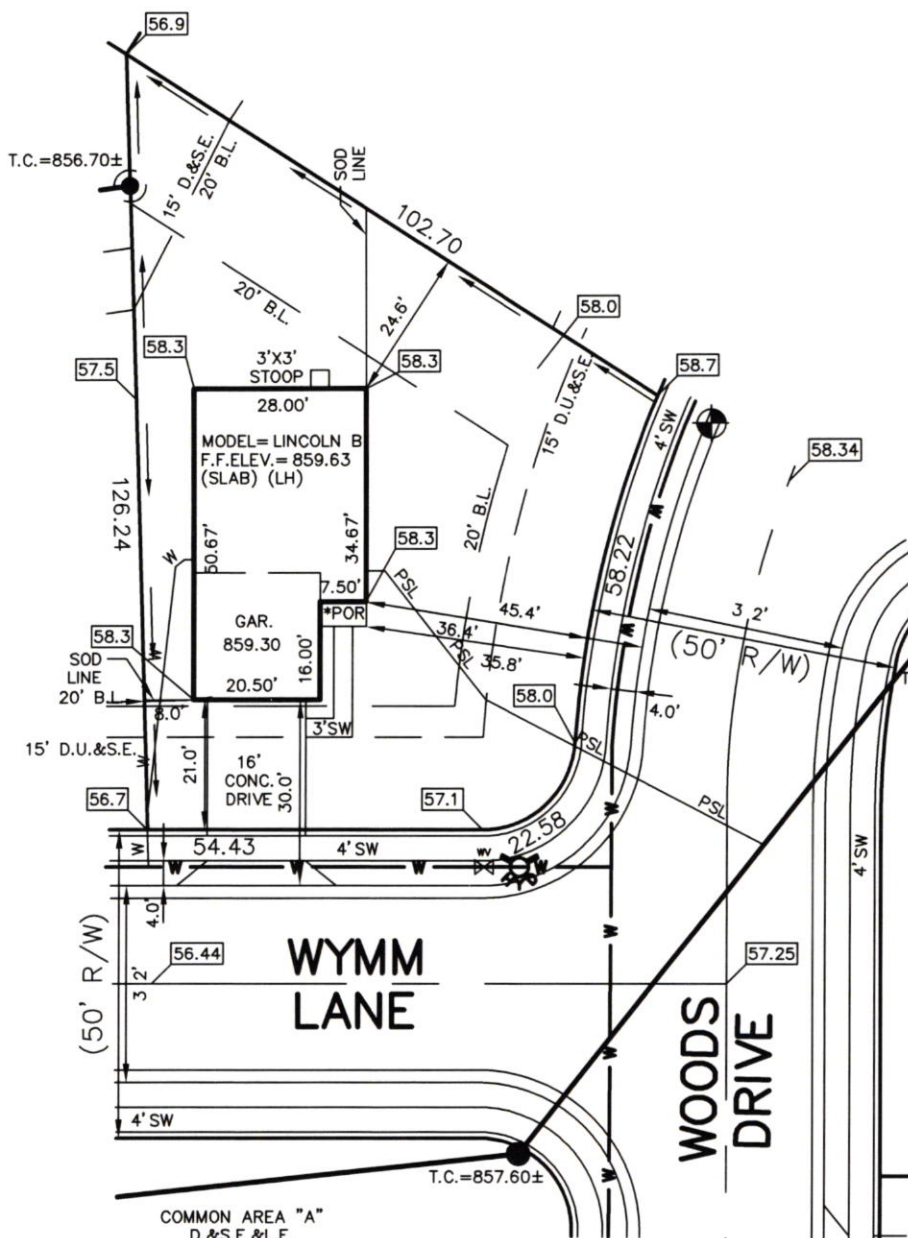 56.9
T.C.=856.70±
15' D.&S.E.
20' B.L.
SOD
LINE
102.70
20' B.L.
24.6'
58.0
58.3
3'X3'
STOOP
58.3
58.7
57.5
28.00'
15' D.U.&S.E.
4' SW
MODEL= LINCOLN B
F.F.ELEV.= 859.63
(SLAB) (LH)
58.34
126.24
W
50.67'
34.67'
20' B.L.
W
58.22
58.3
PSL
7.50'
*POR
45.4'
3 2'
GAR.
859.30
16.00'
36.4'
PSL
35.8'
W
(50' R/W)
58.3
SOD
LINE
20' B.L.
W
8.0'
20.50'
58.0
4.0'
T
15' D.U.&S.E.
W
W
21.0'
16'
CONC.
DRIVE
30.0'
3'SW
PSL
PSL
56.7
57.1
W
54.43
4' SW
22.58
W
W
W
W
W
WV
W
HYD
4' SW
4.0'
(50' R/W)
3 2'
56.44
WYMM
LANE
W
57.25
W
WOODS
DRIVE
4' SW
W
T.C.=857.60±
COMMON AREA "A"
D.&S.E.&L.E.